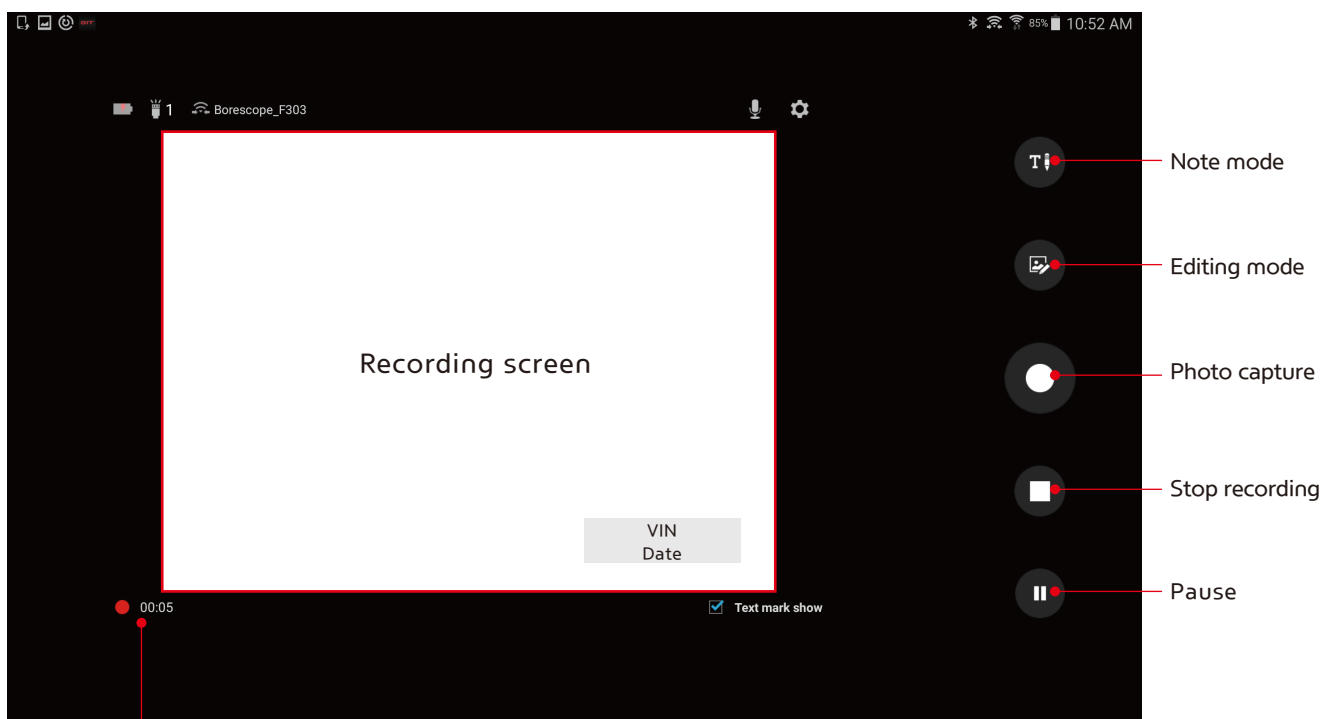 85% 10:52 AM
1 Borescope_F303
T Note mode
Editing mode
Recording screen
Photo capture
Stop recording
VIN
Date
Pause
00:05 Text mark show